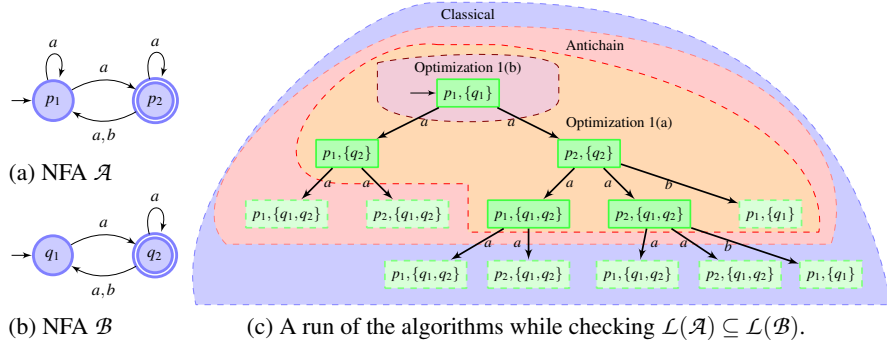 a
a
p₁
a
p₂
a,b
(a) NFA 𝒜
a
q₁
a
q₂
a,b
(b) NFA ℬ
Classical
Antichain
Optimization 1(b)
p₁,{q₁}
a
a
Optimization 1(a)
p₁,{q₂}
p₂,{q₂}
a
a
a
a
b
p₁,{q₁,q₂}
p₂,{q₁,q₂}
p₁,{q₁,q₂}
p₂,{q₁,q₂}
p₁,{q₁}
a
a
a
a
b
p₁,{q₁,q₂}
p₂,{q₁,q₂}
p₁,{q₁,q₂}
p₂,{q₁,q₂}
p₁,{q₁}
(c) A run of the algorithms while checking ℒ(𝒜) ⊆ ℒ(ℬ).